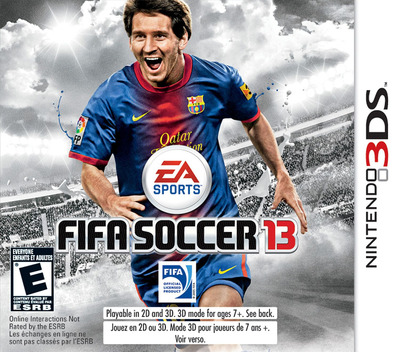 Qatar
EA
SPORTS
FIFA SOCCER 13
NINTENDO 3DS
EVERYONE
ENFANTS ET ADULTES
E
CONTENT RATED BY
CONTENU ÉVALUÉ PAR
ESRB
FIFA
OFFICIAL
LICENSED
PRODUCT
Online Interactions Not
Rated by the ESRB
Les échanges en ligne ne
sont pas classés par l'ESRB
Playable in 2D and 3D. 3D mode for ages 7+. See back.
Jouez en 2D ou 3D. Mode 3D pour joueurs de 7 ans +.
Voir verso.